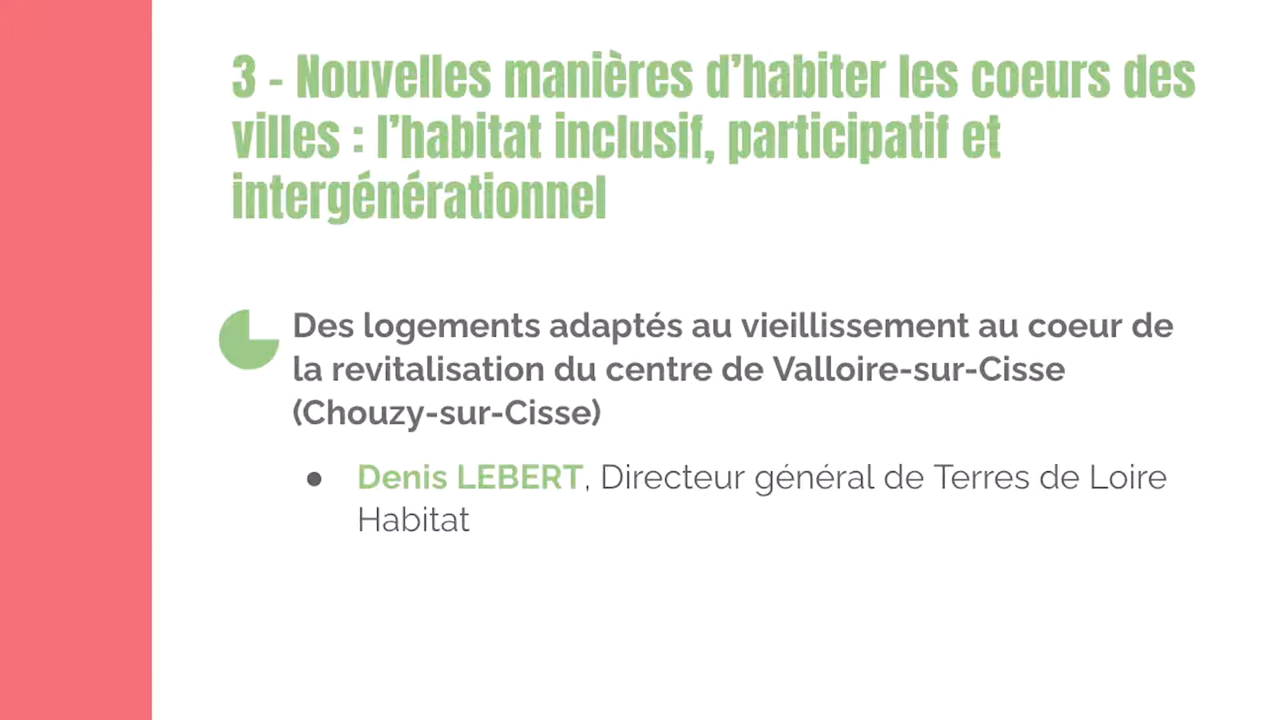 3 - Nouvelles manières d’habiter les coeurs des
villes : l’habitat inclusif, participatif et
intergénérationnel
Des logements adaptés au vieillissement au coeur de
la revitalisation du centre de Valloire-sur-Cisse
(Chouzy-sur-Cisse)
● Denis LEBERT, Directeur général de Terres de Loire
Habitat